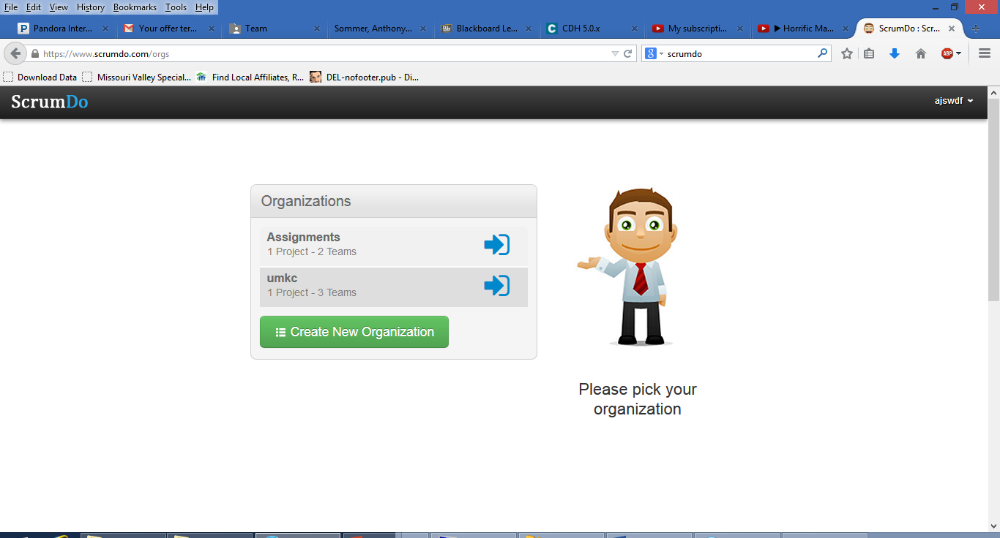 File Edit View History Bookmarks Tools Help
Pandora Inter... Your offer ter... Team Sommer, Anthony... Bb Blackboard Le... CDH 5.0.x My subscripti... ▶ Horrific Ma... ScrumDo : Scr...
https://www.scrumdo.com/orgs 8 scrumdo ABP
Download Data Missouri Valley Special... Find Local Affiliates, R... DEL-nofooter.pub - Di...
ScrumDo ajswdf
Organizations
Assignments
1 Project - 2 Teams
umkc
1 Project - 3 Teams
Create New Organization
Please pick your
organization